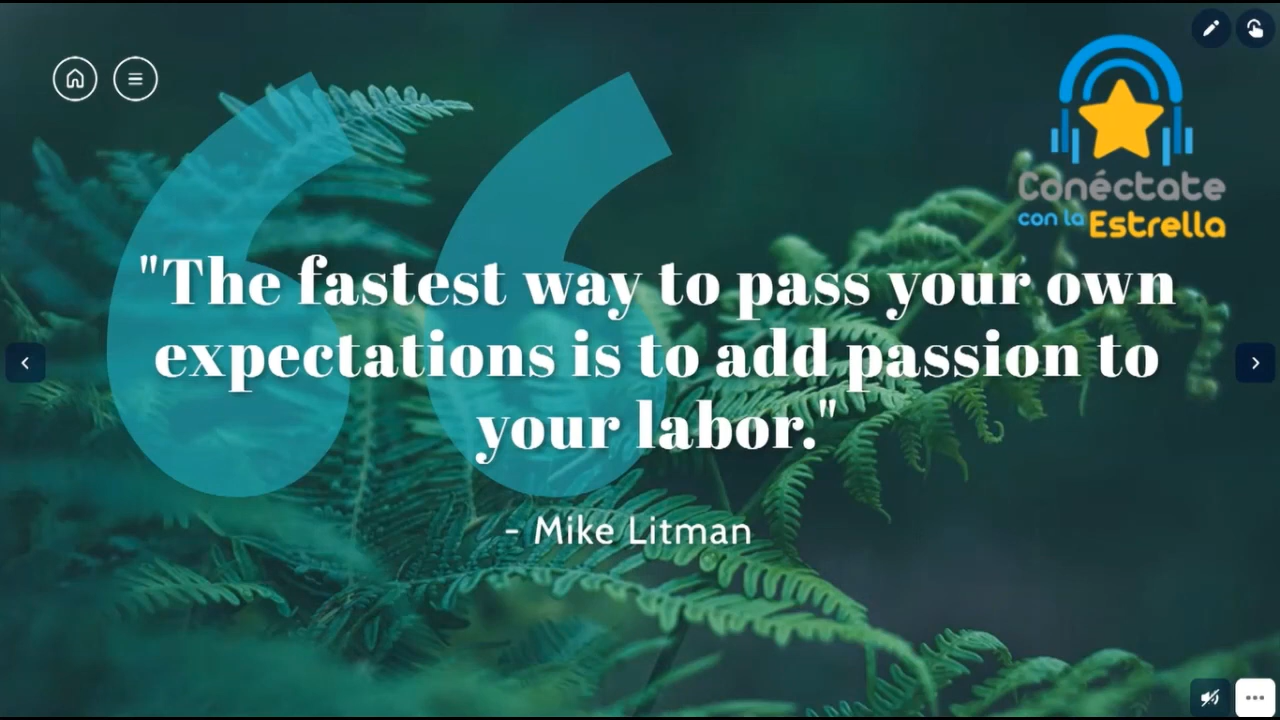 Conéctate
con la Estrella
"The fastest way to pass your own
expectations is to add passion to
your labor."
- Mike Litman